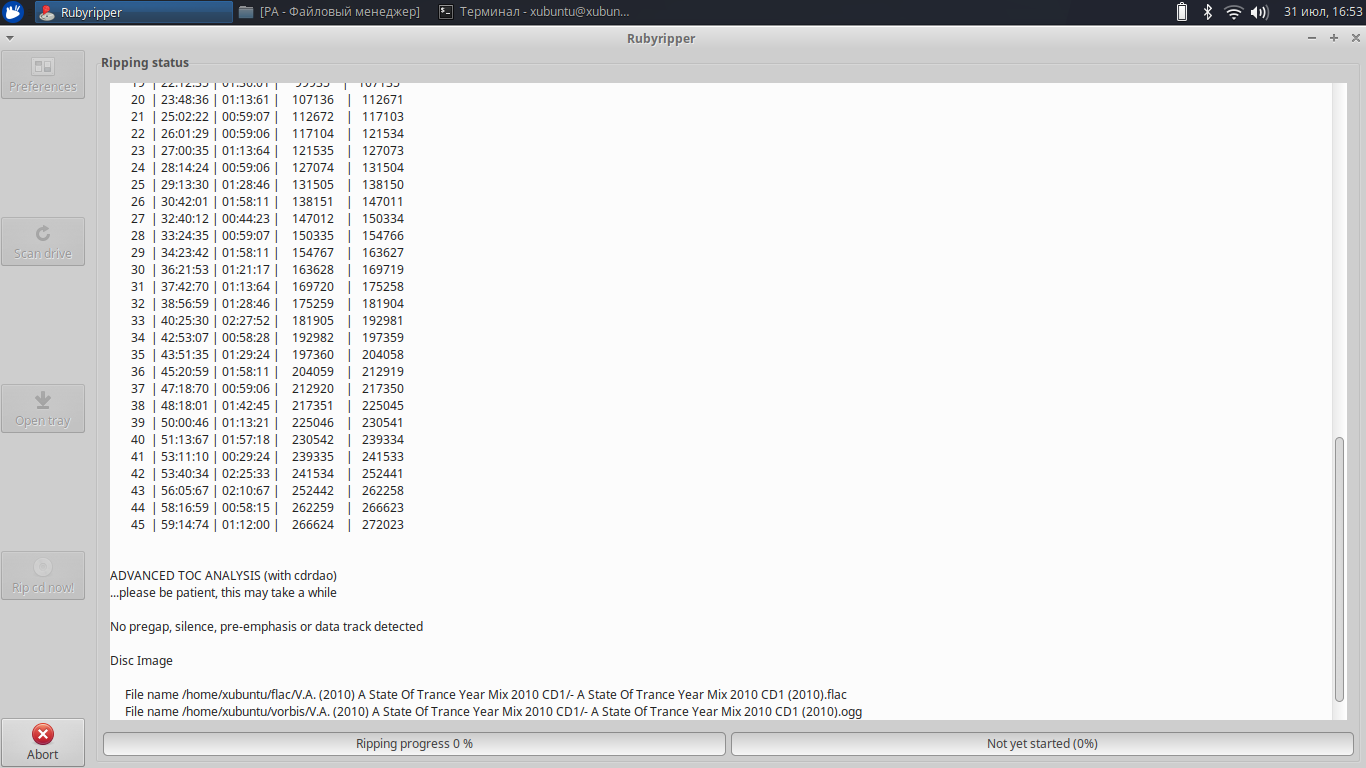 Rubyripper
[PA - Файловый менеджер]
Терминал - xubuntu@xubun...
31 июл, 16:53
Rubyripper
Preferences
Scan drive
Open tray
Rip cd now!
Abort
Ripping status
19 | 22:12:35 | 01:36:01 | 99935 | 107135
20 | 23:48:36 | 01:13:61 | 107136 | 112671
21 | 25:02:22 | 00:59:07 | 112672 | 117103
22 | 26:01:29 | 00:59:06 | 117104 | 121534
23 | 27:00:35 | 01:13:64 | 121535 | 127073
24 | 28:14:24 | 00:59:06 | 127074 | 131504
25 | 29:13:30 | 01:28:46 | 131505 | 138150
26 | 30:42:01 | 01:58:11 | 138151 | 147011
27 | 32:40:12 | 00:44:23 | 147012 | 150334
28 | 33:24:35 | 00:59:07 | 150335 | 154766
29 | 34:23:42 | 01:58:11 | 154767 | 163627
30 | 36:21:53 | 01:21:17 | 163628 | 169719
31 | 37:42:70 | 01:13:64 | 169720 | 175258
32 | 38:56:59 | 01:28:46 | 175259 | 181904
33 | 40:25:30 | 02:27:52 | 181905 | 192981
34 | 42:53:07 | 00:58:28 | 192982 | 197359
35 | 43:51:35 | 01:29:24 | 197360 | 204058
36 | 45:20:59 | 01:58:11 | 204059 | 212919
37 | 47:18:70 | 00:59:06 | 212920 | 217350
38 | 48:18:01 | 01:42:45 | 217351 | 225045
39 | 50:00:46 | 01:13:21 | 225046 | 230541
40 | 51:13:67 | 01:57:18 | 230542 | 239334
41 | 53:11:10 | 00:29:24 | 239335 | 241533
42 | 53:40:34 | 02:25:33 | 241534 | 252441
43 | 56:05:67 | 02:10:67 | 252442 | 262258
44 | 58:16:59 | 00:58:15 | 262259 | 266623
45 | 59:14:74 | 01:12:00 | 266624 | 272023
ADVANCED TOC ANALYSIS (with cdrdao)
...please be patient, this may take a while
No pregap, silence, pre-emphasis or data track detected
Disc Image
File name /home/xubuntu/flac/V.A. (2010) A State Of Trance Year Mix 2010 CD1/- A State Of Trance Year Mix 2010 CD1 (2010).flac
File name /home/xubuntu/vorbis/V.A. (2010) A State Of Trance Year Mix 2010 CD1/- A State Of Trance Year Mix 2010 CD1 (2010).ogg
Ripping progress 0 %
Not yet started (0%)